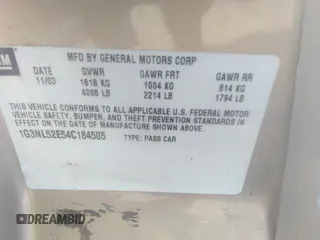 GM
MFD BY GENERAL MOTORS CORP
DATE GVWR GAWR FRT GAWR RR
11/03 1818 KG 1004 KG 814 KG
4008 LB 2214 LB 1794 LB
THIS VEHICLE CONFORMS TO ALL APPLICABLE U.S. FEDERAL MOTOR
VEHICLE SAFETY, BUMPER, AND THEFT PREVENTION STANDARDS IN
EFFECT ON THE DATE OF MANUFACTURE SHOWN ABOVE.
1G3NL52E54C184505 TYPE: PASS CAR
DREAMBID